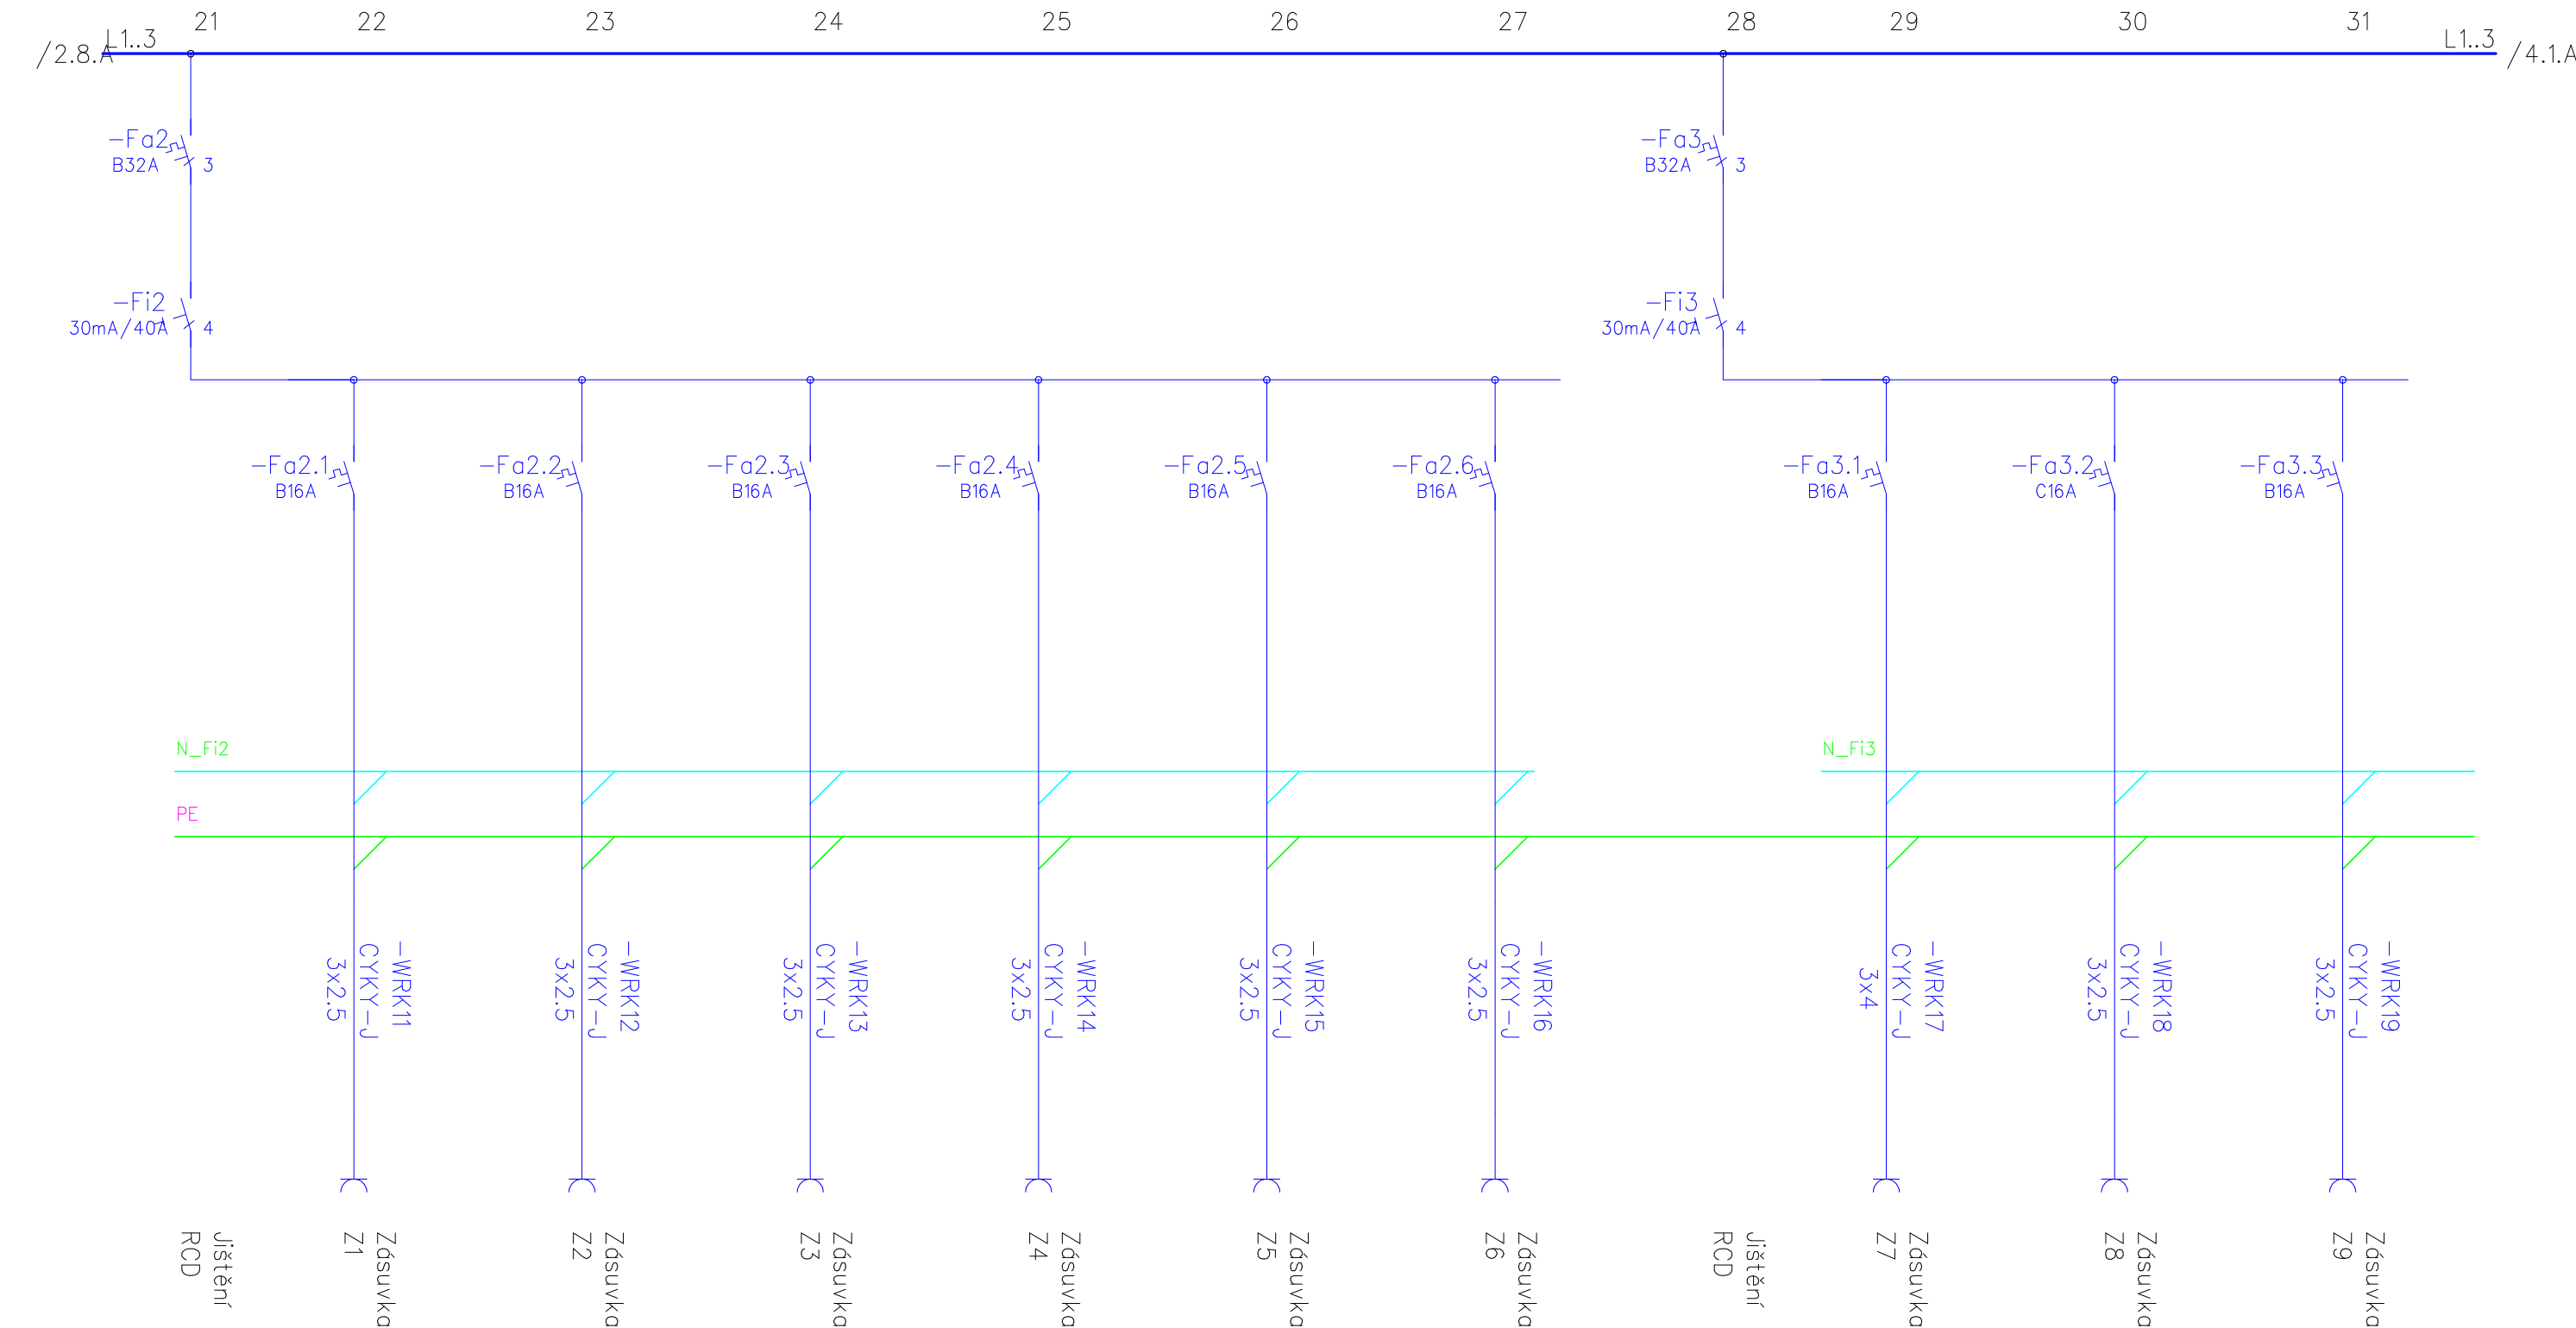 21 22 23 24 25 26 27 28 29 30 31
L1..3 L1..3
/2.8.A /4.1.A
-Fa2 -Fa3
B32A 3 B32A 3
-Fi2 -Fi3
30mA/40A 4 30mA/40A 4
-Fa2.1 -Fa2.2 -Fa2.3 -Fa2.4 -Fa2.5 -Fa2.6 -Fa3.1 -Fa3.2 -Fa3.3
B16A B16A B16A B16A B16A B16A B16A C16A B16A
N_Fi2 N_Fi3
PE
-WRK11
CYKY-J
3x2.5
-WRK12
CYKY-J
3x2.5
-WRK13
CYKY-J
3x2.5
-WRK14
CYKY-J
3x2.5
-WRK15
CYKY-J
3x2.5
-WRK16
CYKY-J
3x2.5
-WRK17
CYKY-J
3x4
-WRK18
CYKY-J
3x2.5
-WRK19
CYKY-J
3x2.5
Jištění
RCD
Zásuvka
Z1
Zásuvka
Z2
Zásuvka
Z3
Zásuvka
Z4
Zásuvka
Z5
Zásuvka
Z6
Jištění
RCD
Zásuvka
Z7
Zásuvka
Z8
Zásuvka
Z9